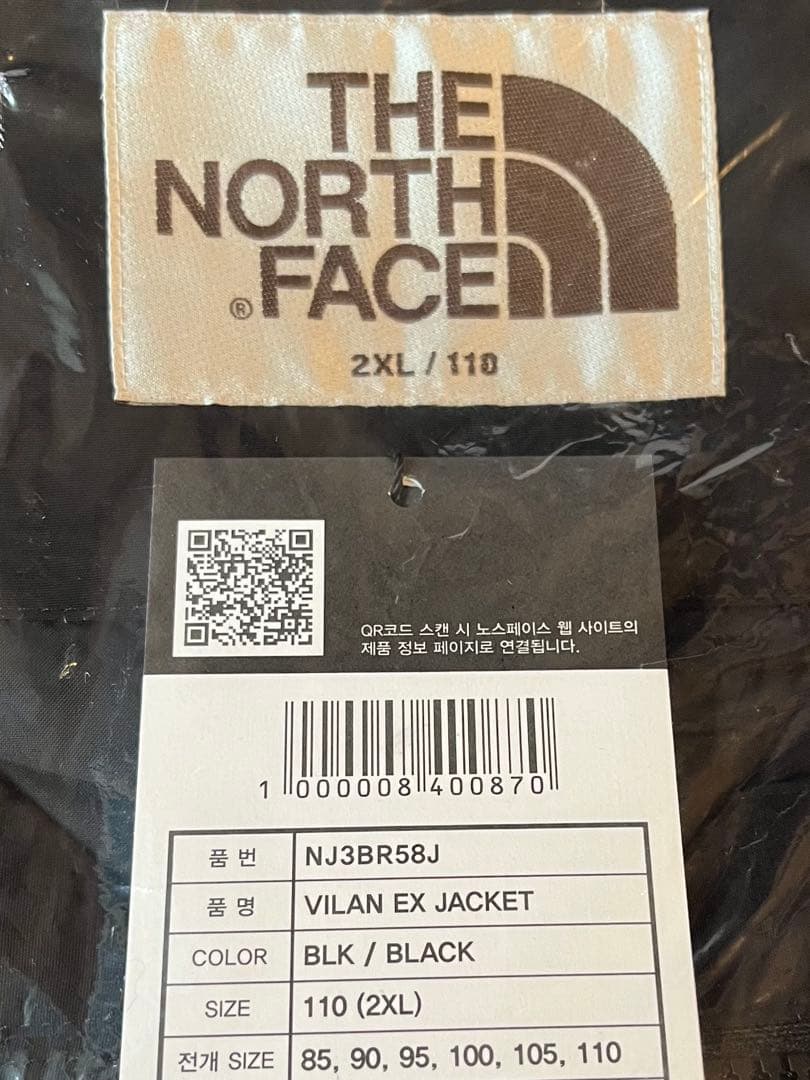 THE
NORTH
® FACE
2XL / 110
QR코드 스캔 시 노스페이스 웹 사이트의
제품 정보 페이지로 연결됩니다.
1 000008 400870
품 번 NJ3BR58J
품 명 VILAN EX JACKET
COLOR BLK / BLACK
SIZE 110 (2XL)
전개 SIZE 85, 90, 95, 100, 105, 110